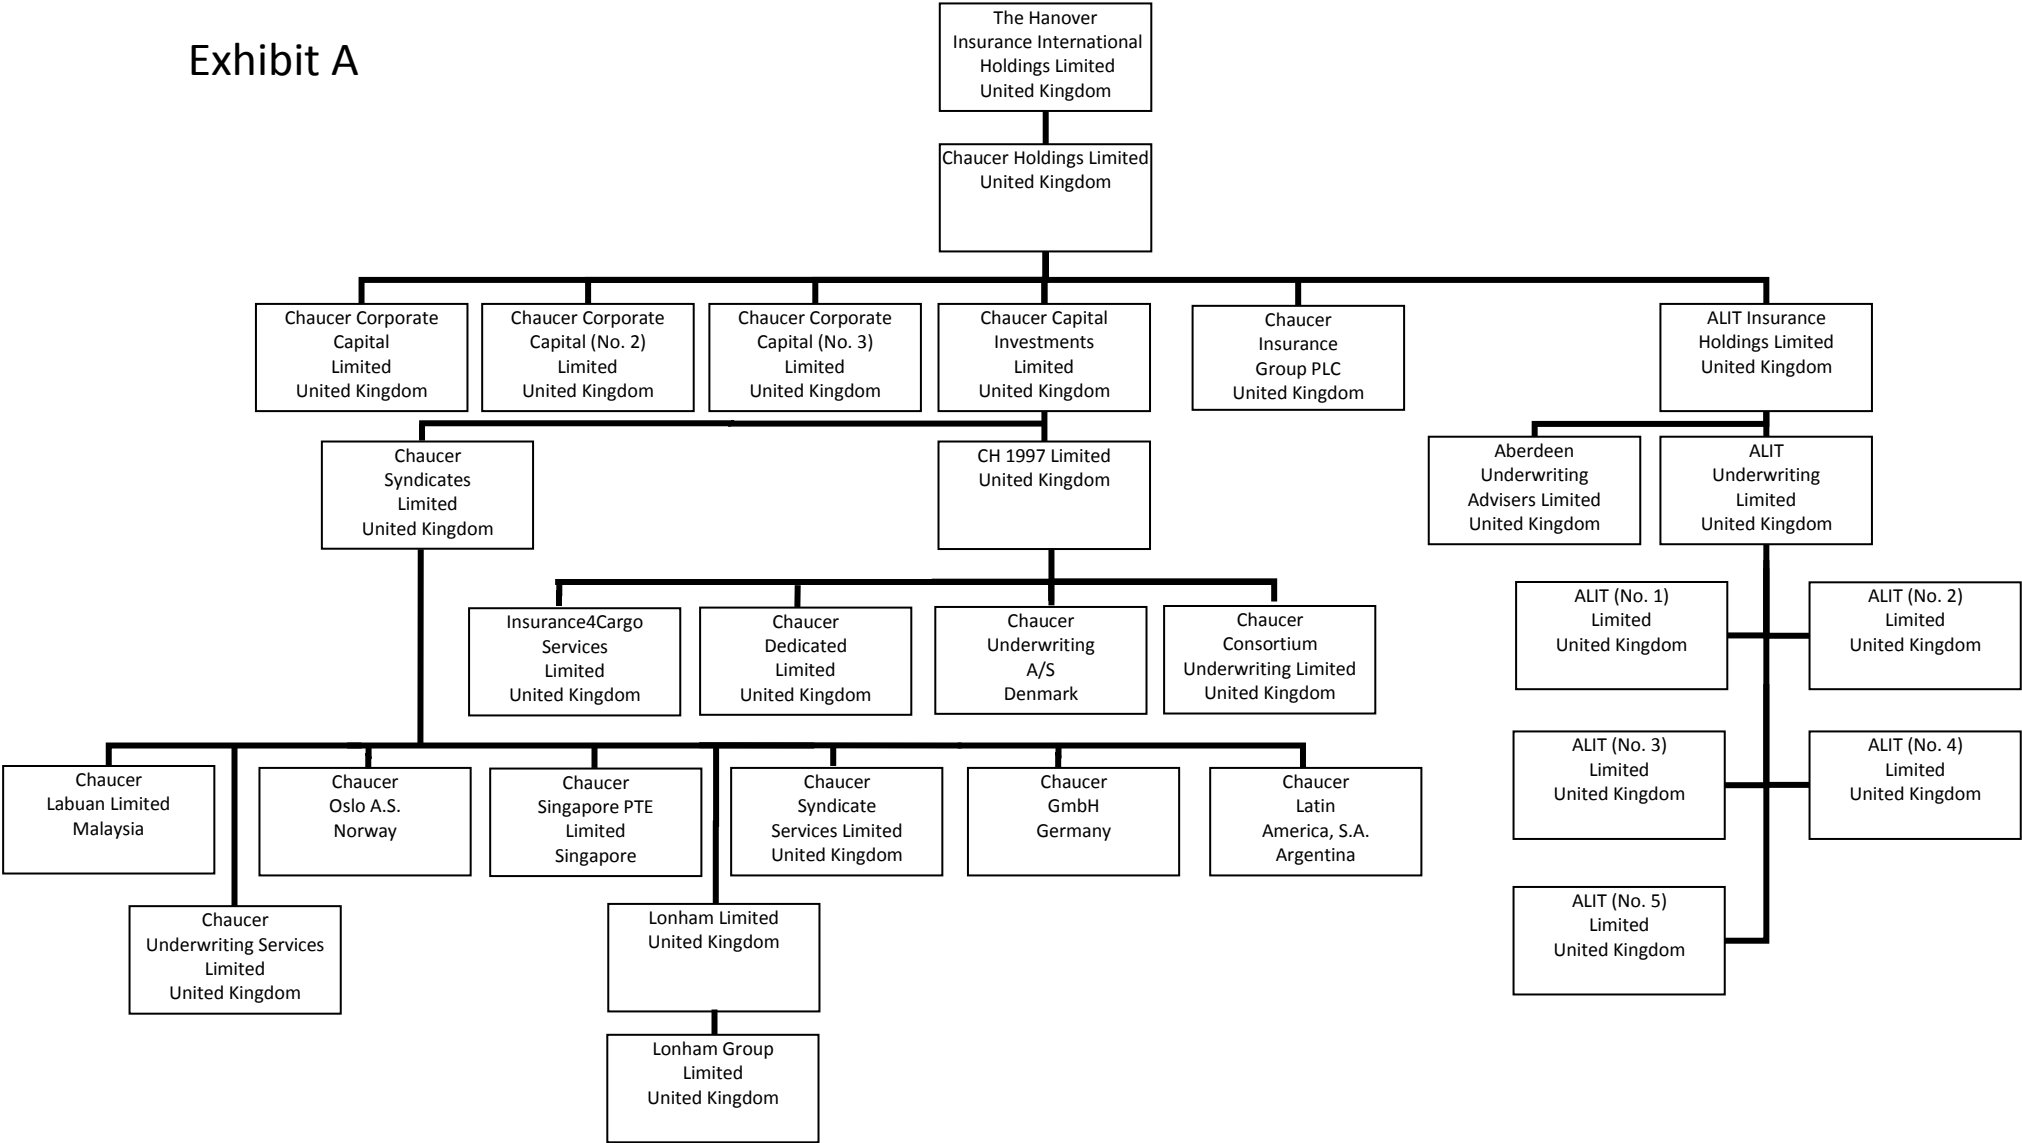 Exhibit A
The Hanover
Insurance International
Holdings Limited
United Kingdom
Chaucer Holdings Limited
United Kingdom
Chaucer Corporate
Capital
Limited
United Kingdom
Chaucer Corporate
Capital (No. 2)
Limited
United Kingdom
Chaucer Corporate
Capital (No. 3)
Limited
United Kingdom
Chaucer Capital
Investments
Limited
United Kingdom
Chaucer
Insurance
Group PLC
United Kingdom
ALIT Insurance
Holdings Limited
United Kingdom
Chaucer
Syndicates
Limited
United Kingdom
CH 1997 Limited
United Kingdom
Aberdeen
Underwriting
Advisers Limited
United Kingdom
ALIT
Underwriting
Limited
United Kingdom
Insurance4Cargo
Services
Limited
United Kingdom
Chaucer
Dedicated
Limited
United Kingdom
Chaucer
Underwriting
A/S
Denmark
Chaucer
Consortium
Underwriting Limited
United Kingdom
ALIT (No. 1)
Limited
United Kingdom
ALIT (No. 2)
Limited
United Kingdom
ALIT (No. 3)
Limited
United Kingdom
ALIT (No. 4)
Limited
United Kingdom
ALIT (No. 5)
Limited
United Kingdom
Chaucer
Labuan Limited
Malaysia
Chaucer
Oslo A.S.
Norway
Chaucer
Singapore PTE
Limited
Singapore
Chaucer
Syndicate
Services Limited
United Kingdom
Chaucer
GmbH
Germany
Chaucer
Latin
America, S.A.
Argentina
Chaucer
Underwriting Services
Limited
United Kingdom
Lonham Limited
United Kingdom
Lonham Group
Limited
United Kingdom